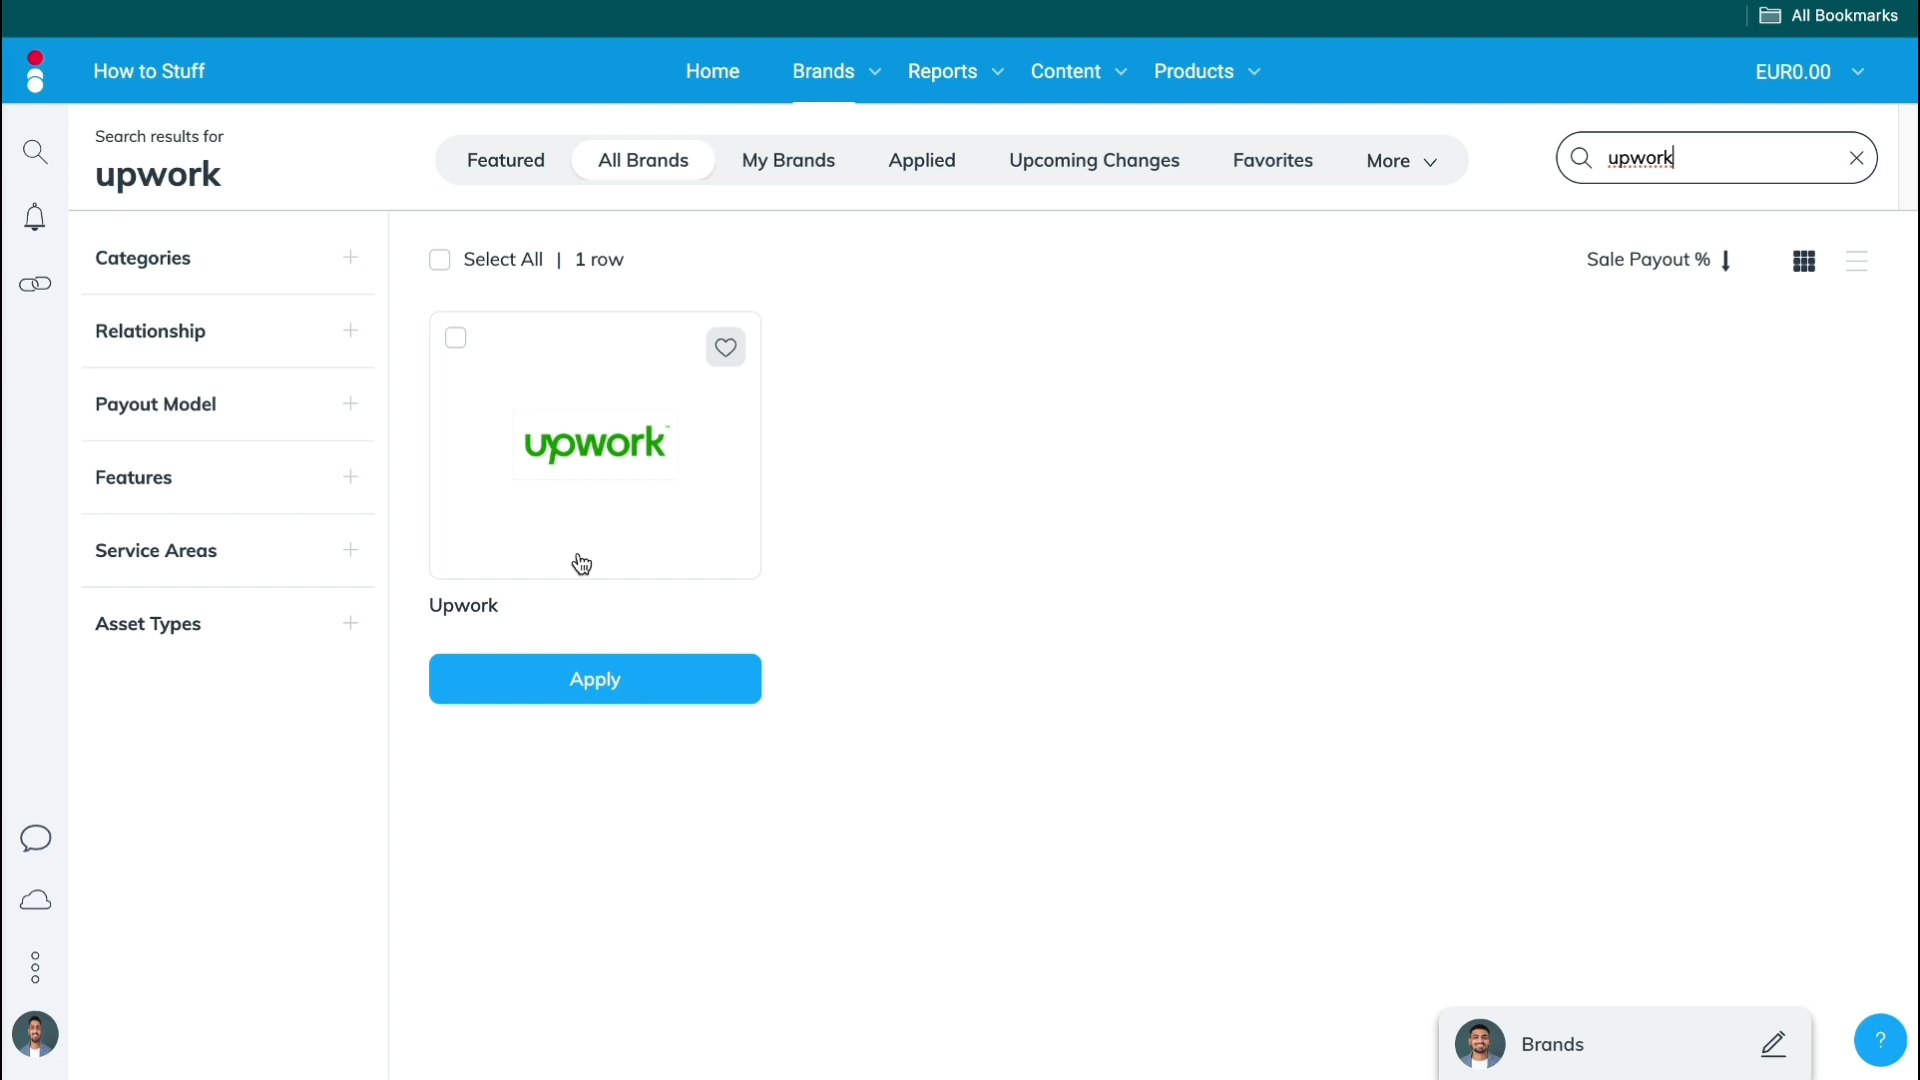 All Bookmarks
How to Stuff
Home
Brands
Reports
Content
Products
EUR0.00
Search results for
upwork
Featured
All Brands
My Brands
Applied
Upcoming Changes
Favorites
More
upwork
Categories
Relationship
Payout Model
Features
Service Areas
Asset Types
Select All | 1 row
Sale Payout %
upwork™
Upwork
Apply
Brands
?